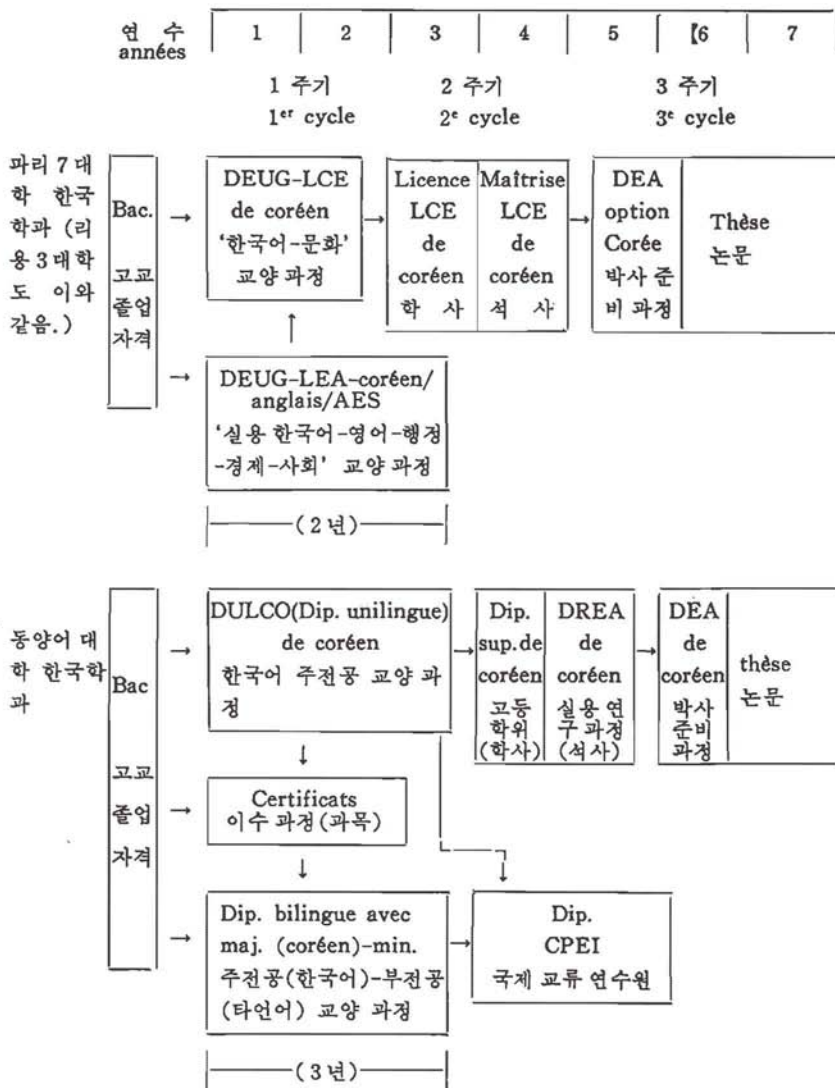 연 수 1 2 3 4 5 【6 7
années
1 주기 2 주기 3 주기
1er cycle 2e cycle 3e cycle
파리 7 대
학 한국
학과 (리
용 3 대학
도 이와
같음.)
Bac.
고교
졸업
자격
→
DEUG-LCE
de coréen
‘한국어-문화’
교양 과정
→
Licence
LCE
de
coréen
학 사
Maîtrise
LCE
de
coréen
석 사
→
DEA
option
Corée
박사 준
비 과정
Thèse
논문
↑
→
DEUG-LEA-coréen/
anglais/AES
‘실용 한국어-영어-행정
-경제-사회’ 교양 과정
(2 년)
동양어 대
학 한국학
과
Bac
고교
졸업
자격
→
DULCO(Dip. unilingue)
de coréen
한국어 주전공 교양 과
정
→
Dip.
sup. de
coréen
고등
학위
(학사)
DREA
de
coréen
실용 연
구 과정
(석사)
→
DEA
de
coréen
박사
준비
과정
thèse
논문
↓
→
Certificats
이수 과정(과목)
↓
↓
→
Dip. bilingue avec
maj. (coréen)-min.
주전공(한국어)-부전공
(타언어) 교양 과정
→
Dip.
CPEI
국제 교류 연수원
(3 년)